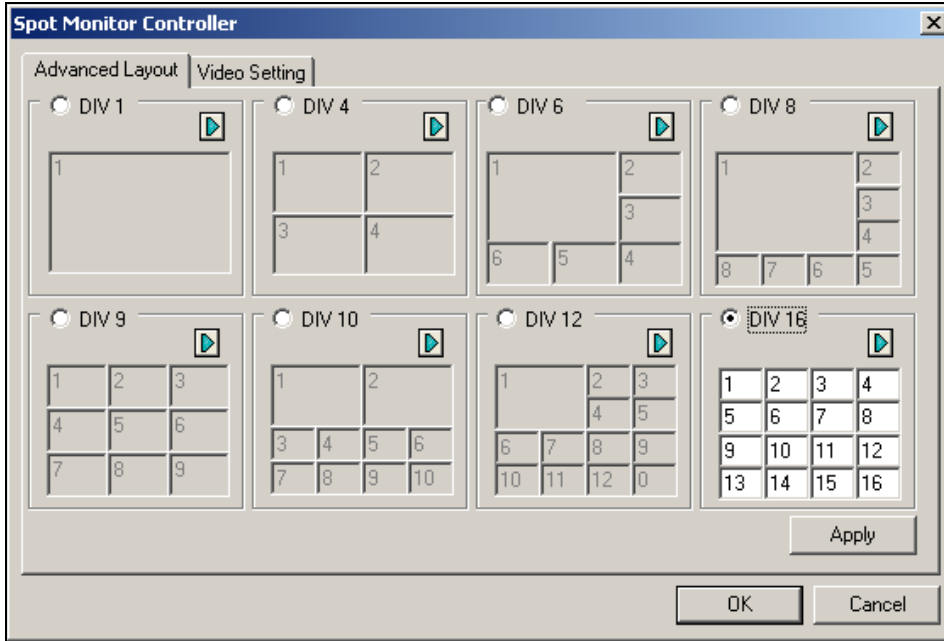 Spot Monitor Controller
Advanced Layout Video Setting
DIV 1
1
DIV 4
1 2
3 4
DIV 6
1 2
3
6 5 4
DIV 8
1 2
3
4
8 7 6 5
DIV 9
1 2 3
4 5 6
7 8 9
DIV 10
1 2
3 4 5 6
7 8 9 10
DIV 12
1 2 3
4 5
6 7 8 9
10 11 12 0
DIV 16
1 2 3 4
5 6 7 8
9 10 11 12
13 14 15 16
Apply
OK Cancel